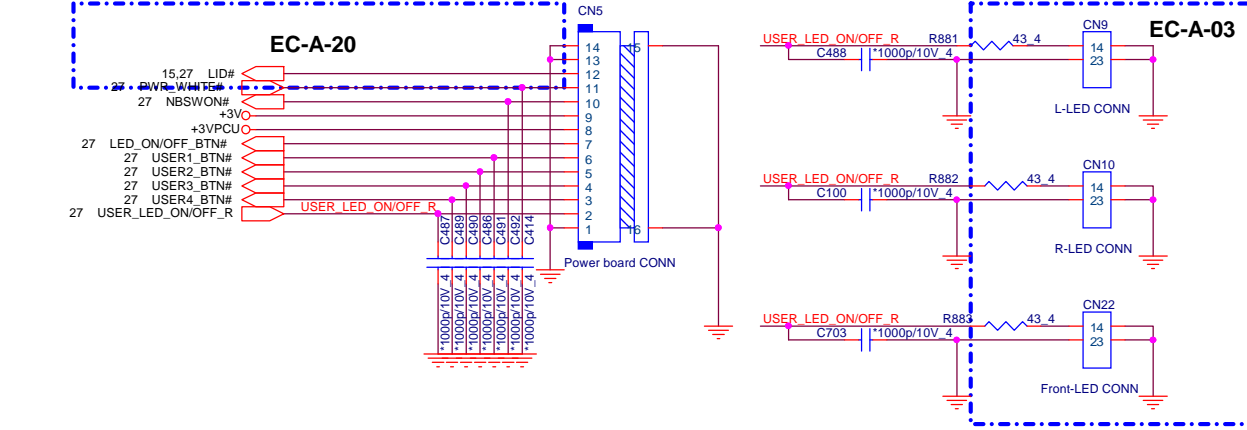 CN5
EC-A-20
15,27 LID#
27 PWR_WHITE#
27 NBSWON#
+3V
+3VPCU
27 LED_ON/OFF_BTN#
27 USER1_BTN#
27 USER2_BTN#
27 USER3_BTN#
27 USER4_BTN#
27 USER_LED_ON/OFF_R
USER_LED_ON/OFF_R
14
13
12
11
10
9
8
7
6
5
4
3
2
1
15
16
Power board CONN
C487
C489
C490
C486
C491
C492
C414
*1000p/10V_4
*1000p/10V_4
*1000p/10V_4
*1000p/10V_4
*1000p/10V_4
*1000p/10V_4
*1000p/10V_4
EC-A-03
USER_LED_ON/OFF_R R881 43_4 CN9
C488 *1000p/10V_4
14
23
L-LED CONN
USER_LED_ON/OFF_R R882 43_4 CN10
C100 *1000p/10V_4
14
23
R-LED CONN
USER_LED_ON/OFF_R R883 43_4 CN22
C703 *1000p/10V_4
14
23
Front-LED CONN